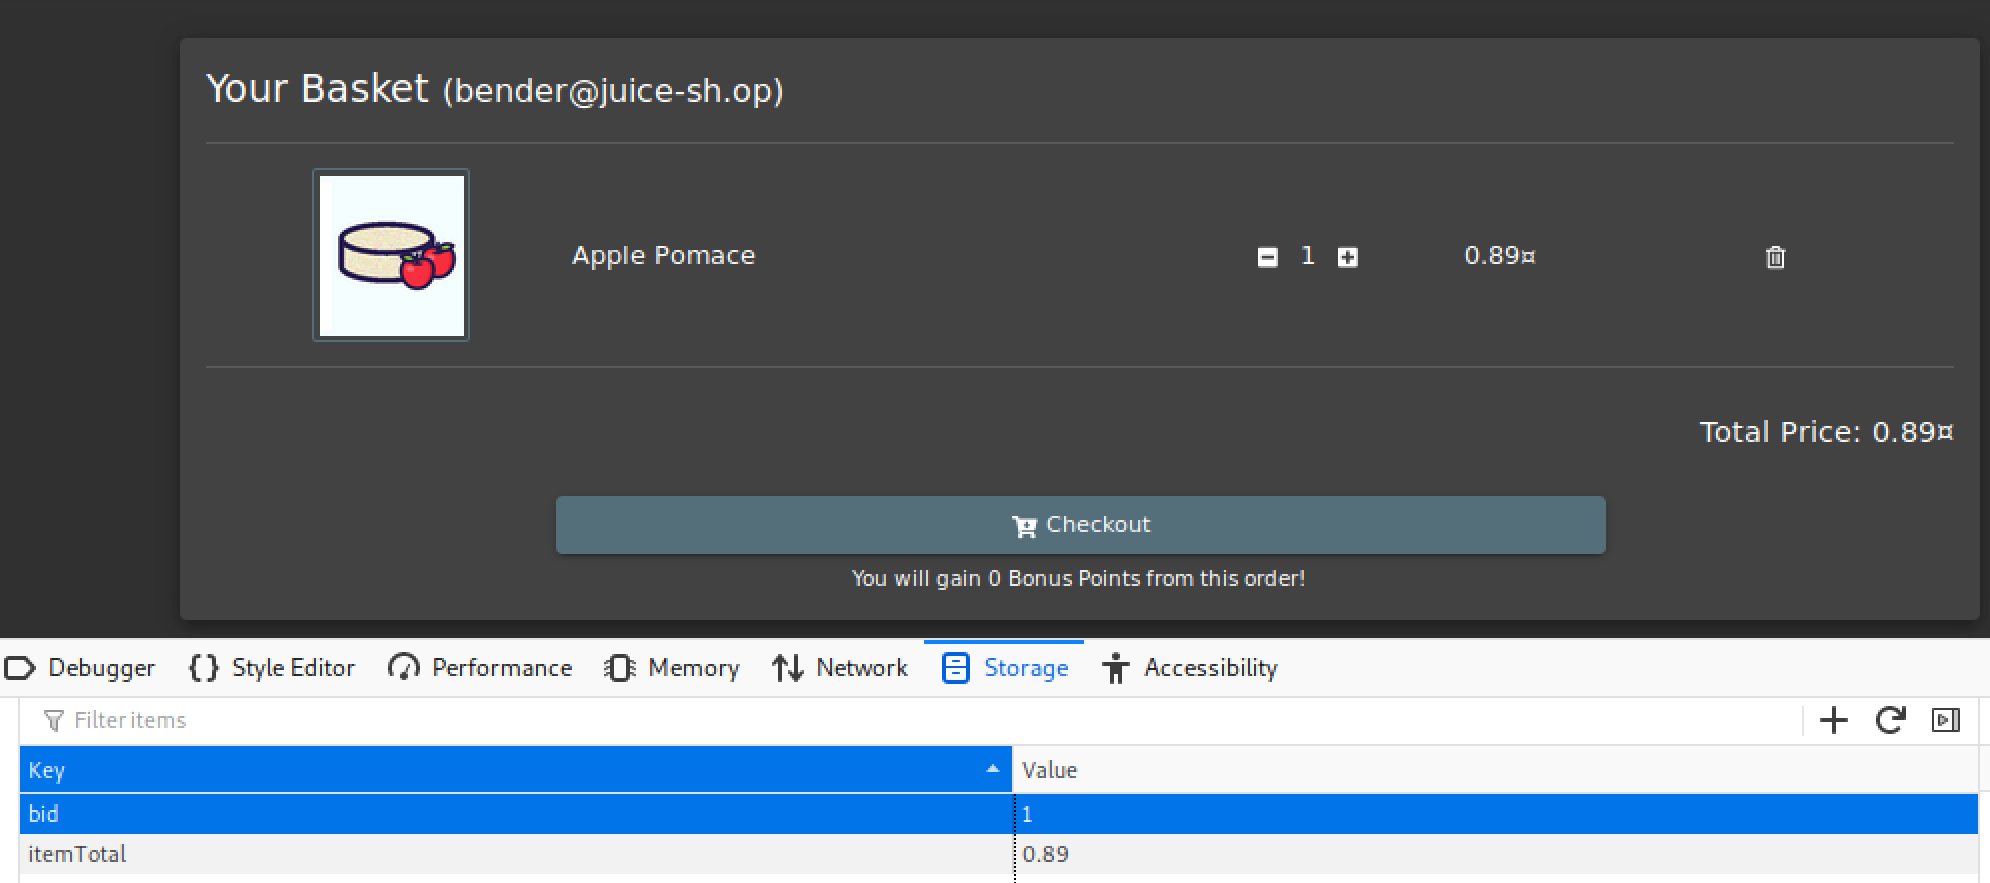 Your Basket (bender@juice-sh.op)
Apple Pomace 1 0.89¤
Total Price: 0.89¤
Checkout
You will gain 0 Bonus Points from this order!
Debugger Style Editor Performance Memory Network Storage Accessibility
Filter items
Key Value
bid 1
itemTotal 0.89